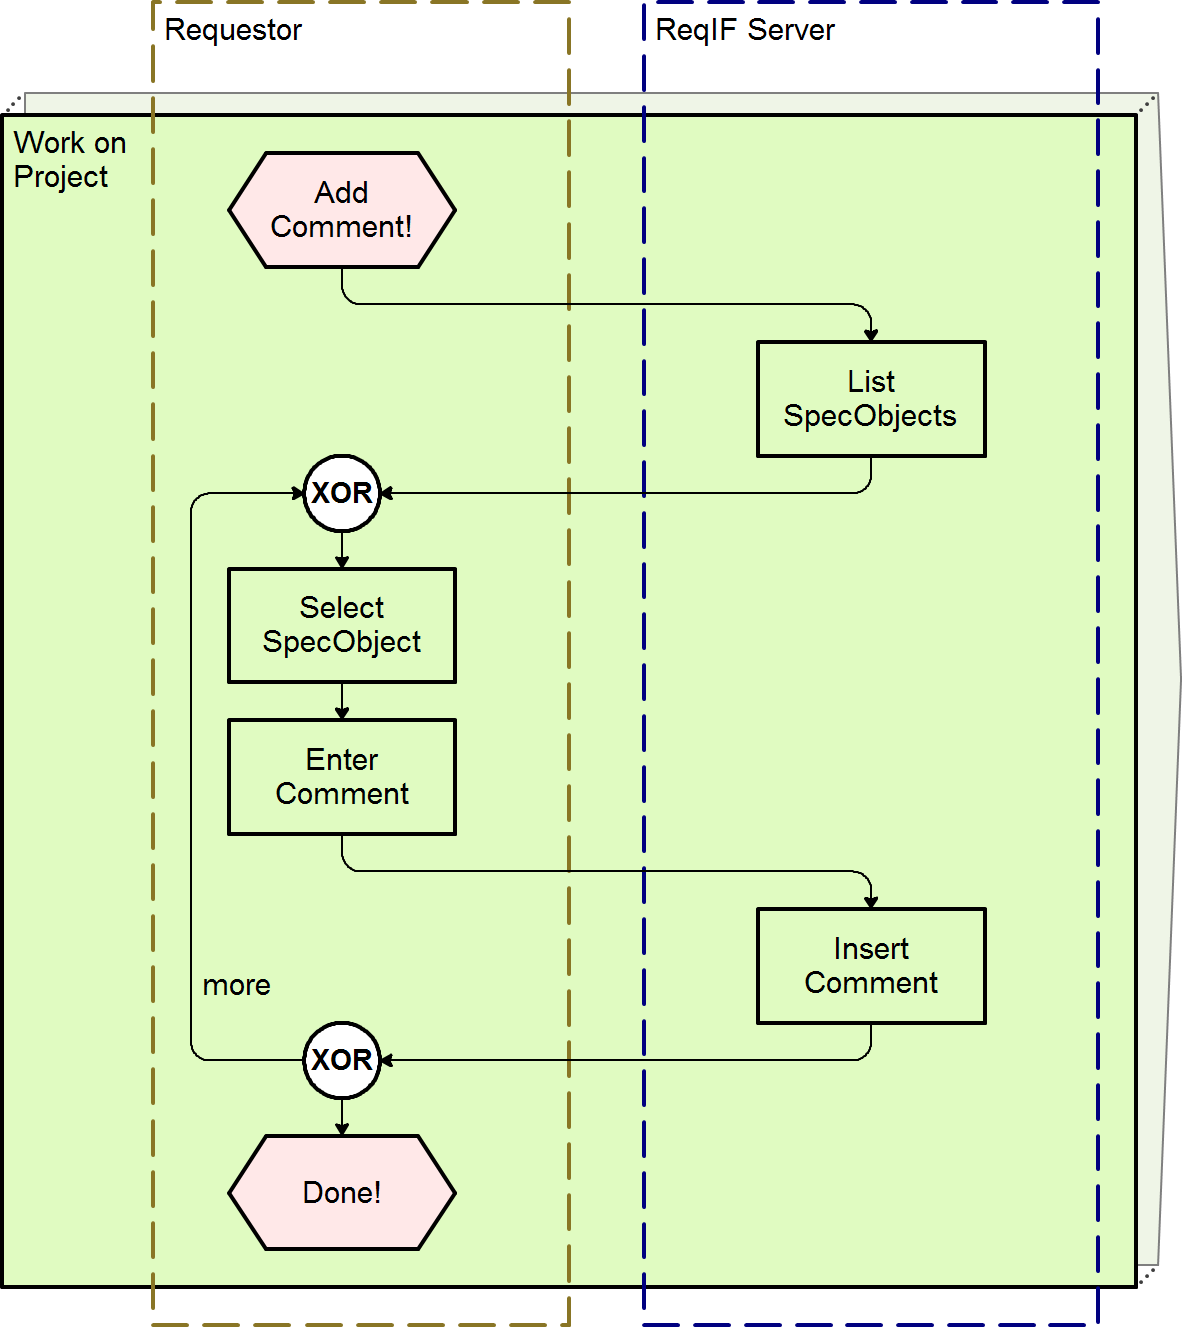 Requestor
ReqIF Server
Work on
Project
Add
Comment!
List
SpecObjects
XOR
Select
SpecObject
Enter
Comment
Insert
Comment
more
XOR
Done!